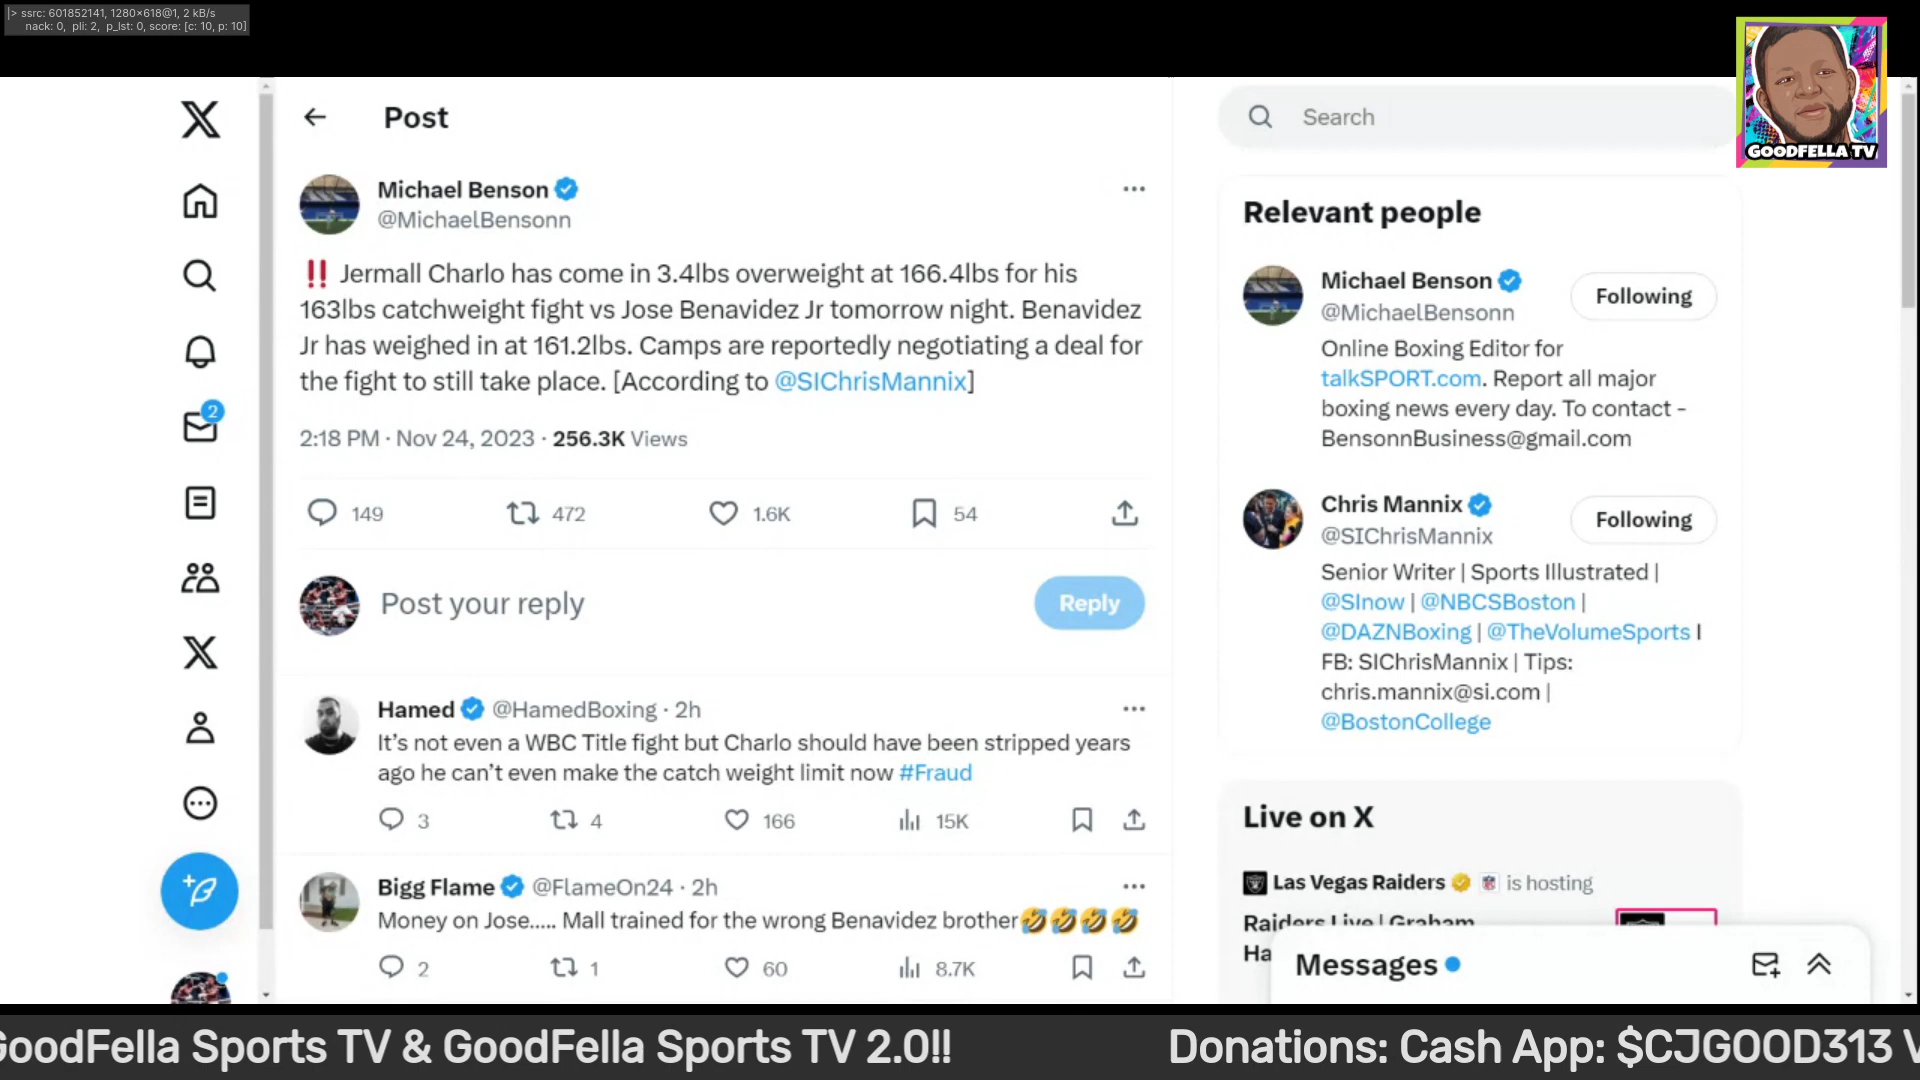 |> ssrc: 601852141, 1280×618@1, 2 kB/s
nack: 0, pli: 2, p_lst: 0, score: [c: 10, p: 10]
GOODFELLA TV
Post
Michael Benson
@MichaelBensonn
‼️ Jermall Charlo has come in 3.4lbs overweight at 166.4lbs for his
163lbs catchweight fight vs Jose Benavidez Jr tomorrow night. Benavidez
Jr has weighed in at 161.2lbs. Camps are reportedly negotiating a deal for
the fight to still take place. [According to @SIChrisMannix]
2:18 PM · Nov 24, 2023 · 256.3K Views
149 472 1.6K 54
Post your reply
Reply
Hamed @HamedBoxing · 2h
It’s not even a WBC Title fight but Charlo should have been stripped years
ago he can’t even make the catch weight limit now #Fraud
3 4 166 15K
Bigg Flame @FlameOn24 · 2h
Money on Jose..... Mall trained for the wrong Benavidez brother🤣🤣🤣🤣
2 1 60 8.7K
2
Search
Relevant people
Michael Benson
@MichaelBensonn
Following
Online Boxing Editor for
talkSPORT.com. Report all major
boxing news every day. To contact -
BensonnBusiness@gmail.com
Chris Mannix
@SIChrisMannix
Following
Senior Writer | Sports Illustrated |
@SInow | @NBCSBoston |
@DAZNBoxing | @TheVolumeSports I
FB: SIChrisMannix | Tips:
chris.mannix@si.com |
@BostonCollege
Live on X
Las Vegas Raiders is hosting
Raiders Live | Graham
Ha
Messages
GoodFella Sports TV & GoodFella Sports TV 2.0!! Donations: Cash App: $CJGOOD313 V